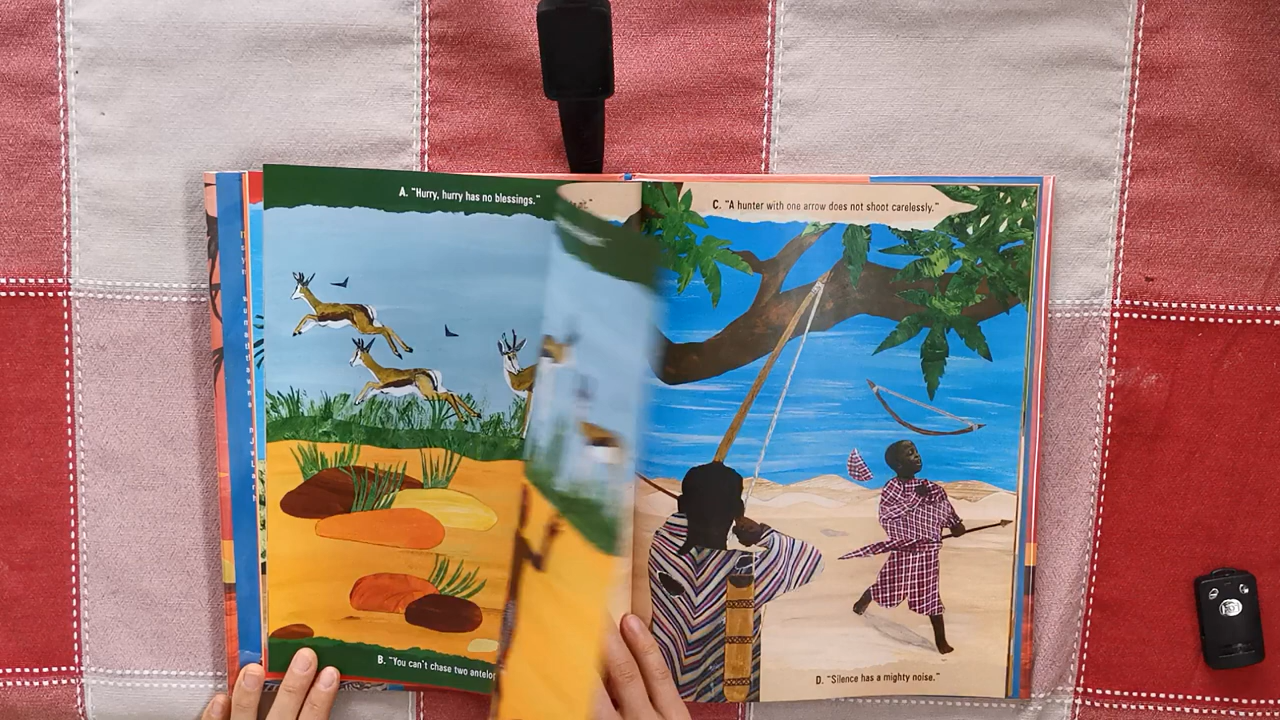 A. "Hurry, hurry has no blessings."
B. "You can't chase two
C. "A hunter with one arrow does not shoot carelessly."
D. "Silence has a mighty noise."